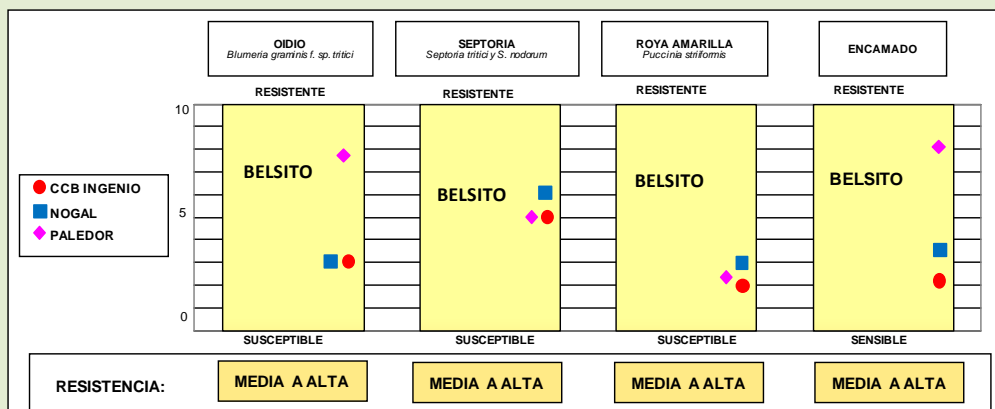 OIDIO
Blumeria graminis f. sp. tritici
SEPTORIA
Septoria tritici y S. nodorum
ROYA AMARILLA
Puccinia striiformis
ENCAMADO
RESISTENTE
RESISTENTE
RESISTENTE
RESISTENTE
10
5
0
BELSITO
BELSITO
BELSITO
BELSITO
CCB INGENIO
NOGAL
PALEDOR
SUSCEPTIBLE
SUSCEPTIBLE
SUSCEPTIBLE
SENSIBLE
RESISTENCIA:
MEDIA A ALTA
MEDIA A ALTA
MEDIA A ALTA
MEDIA A ALTA